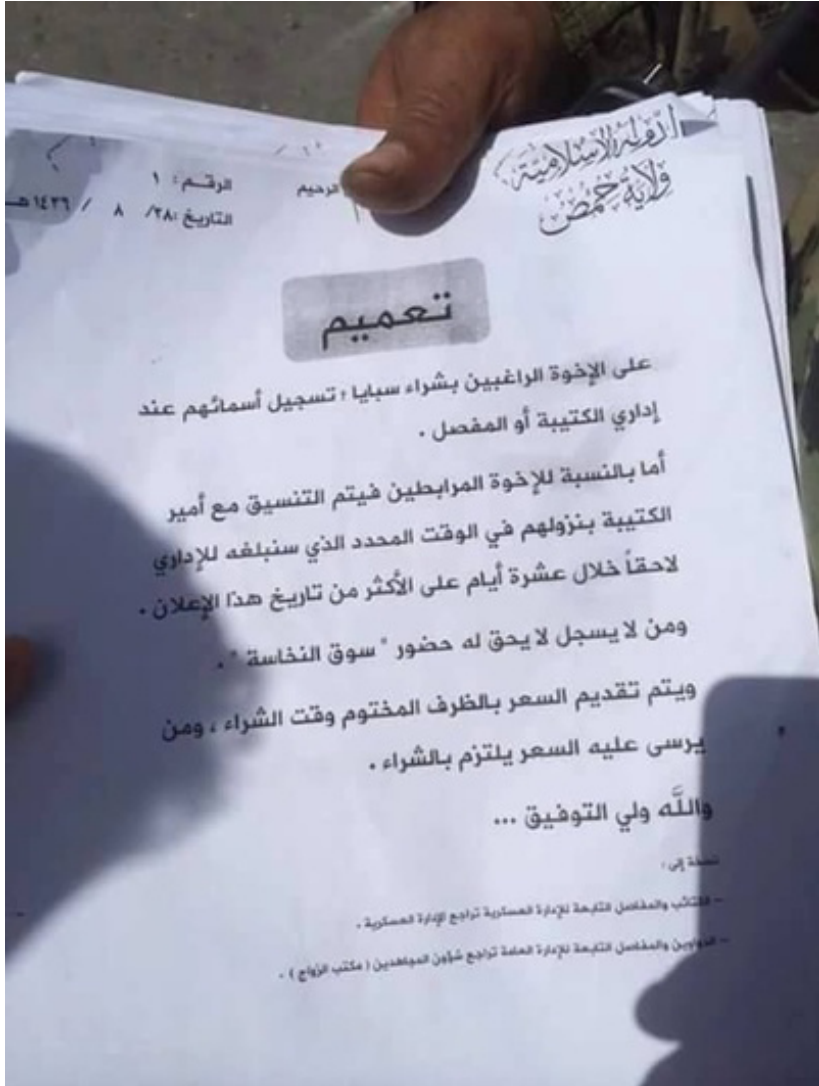 الدولة الإسلامية
ولاية حمص
الرحيم
الرقم : ١
التاريخ : ٢٨/ ٨ / ١٤٣٦ هـ
تعميم
على الإخوة الراغبين بشراء سبايا ؛ تسجيل أسمائهم عند
إداري الكتيبة أو المفصل .
أما بالنسبة للإخوة المرابطين فيتم التنسيق مع أمير
الكتيبة بنزولهم في الوقت المحدد الذي سنبلغه للإداري
لاحقاً خلال عشرة أيام على الأكثر من تاريخ هذا الإعلان .
ومن لا يسجل لا يحق له حضور " سوق النخاسة " .
ويتم تقديم السعر بالظرف المختوم وقت الشراء ، ومن
يرسى عليه السعر يلتزم بالشراء .
واللَّه ولي التوفيق ...
نسخة إلى :
- الكتائب والمفاصل التابعة للإدارة العسكرية تراجع الإدارة العسكرية .
- الدواوين والمفاصل التابعة للإدارة العامة تراجع شؤون المجاهدين ( مكتب الزواج ) .